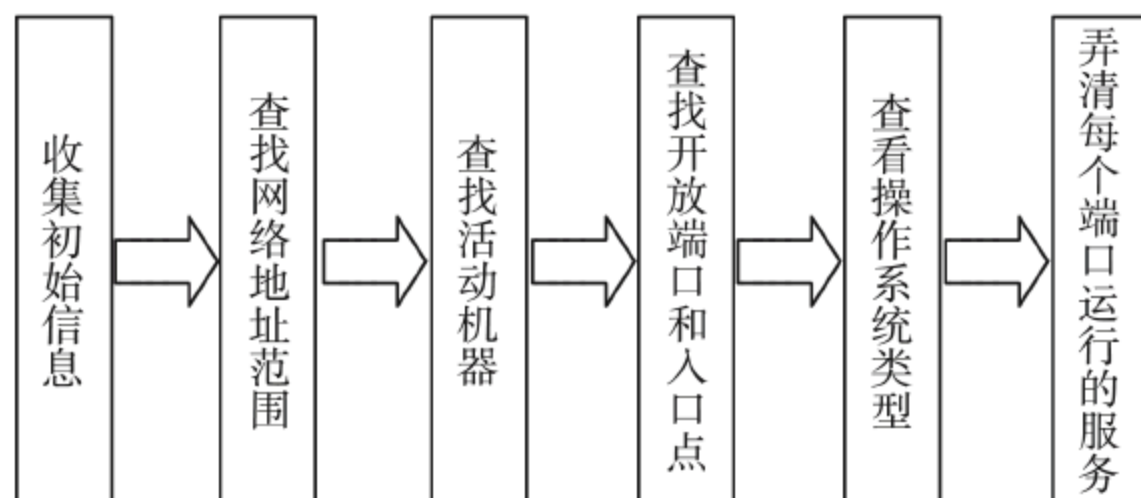 收集初始信息
查找网络地址范围
查找活动机器
查找开放端口和入口点
查看操作系统类型
弄清每个端口运行的服务